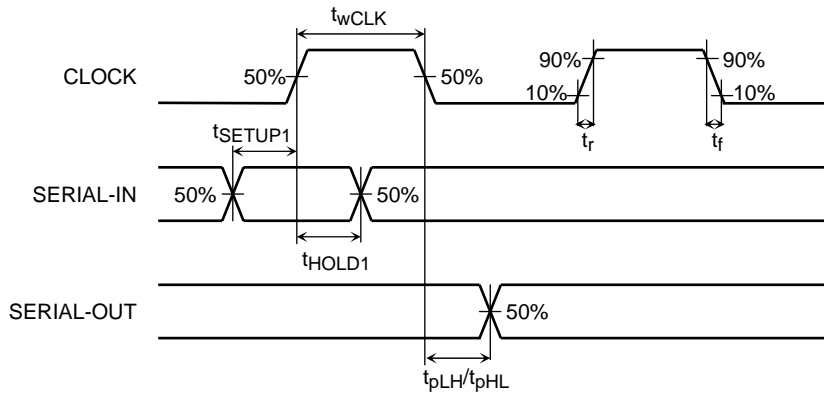 twCLK
90%
90%
CLOCK
50%
50%
10%
10%
tSETUP1
tr
tf
SERIAL-IN
50%
50%
tHOLD1
SERIAL-OUT
50%
tpLH/tpHL